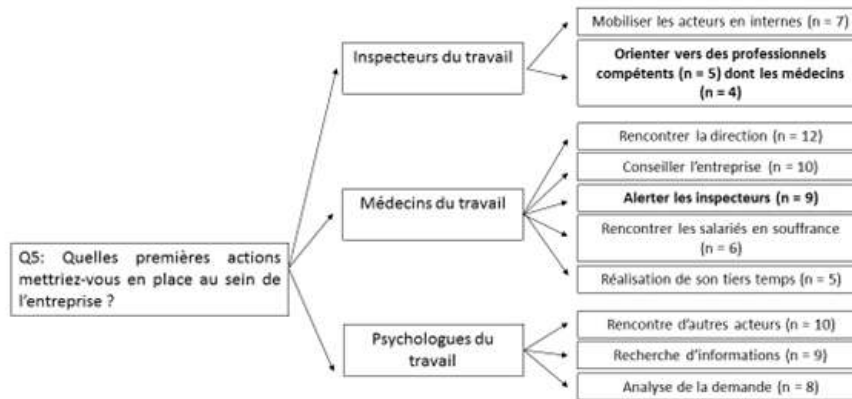 Mobiliser les acteurs en internes (n = 7)
Inspecteurs du travail
Orienter vers des professionnels
compétents (n = 5) dont les médecins
(n = 4)
Rencontrer la direction (n = 12)
Conseiller l'entreprise (n = 10)
Médecins du travail
Alerter les inspecteurs (n = 9)
Rencontrer les salariés en souffrance
(n = 6)
Réalisation de son tiers temps (n = 5)
Q5: Quelles premières actions
mettriez-vous en place au sein de
l'entreprise ?
Psychologues du
travail
Rencontre d'autres acteurs (n = 10)
Recherche d'informations (n = 9)
Analyse de la demande (n = 8)